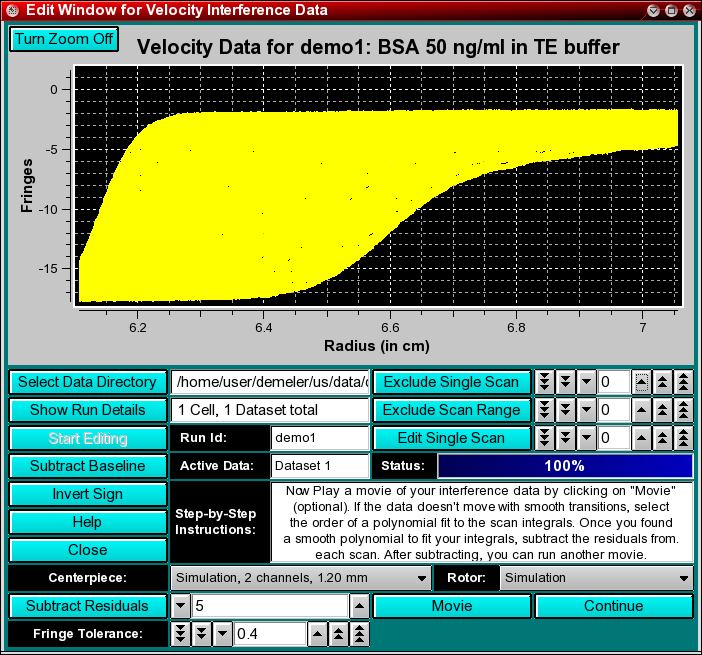 Edit Window for Velocity Interference Data
Turn Zoom Off
Velocity Data for demo1: BSA 50 ng/ml in TE buffer
Fringes
0
-5
-10
-15
6.2 6.4 6.6 6.8 7
Radius (in cm)
Select Data Directory /home/user/demeler/us/data/ Exclude Single Scan 0
Show Run Details 1 Cell, 1 Dataset total Exclude Scan Range 0
Start Editing Run Id: demo1 Edit Single Scan 0
Subtract Baseline Active Data: Dataset 1 Status: 100%
Invert Sign
Help
Close
Step-by-Step
Instructions:
Now Play a movie of your interference data by clicking on "Movie"
(optional). If the data doesn't move with smooth transitions, select
the order of a polynomial fit to the scan integrals. Once you found
a smooth polynomial to fit your integrals, subtract the residuals from.
each scan. After subtracting, you can run another movie.
Centerpiece: Simulation, 2 channels, 1.20 mm Rotor: Simulation
Subtract Residuals 5 Movie Continue
Fringe Tolerance: 0.4